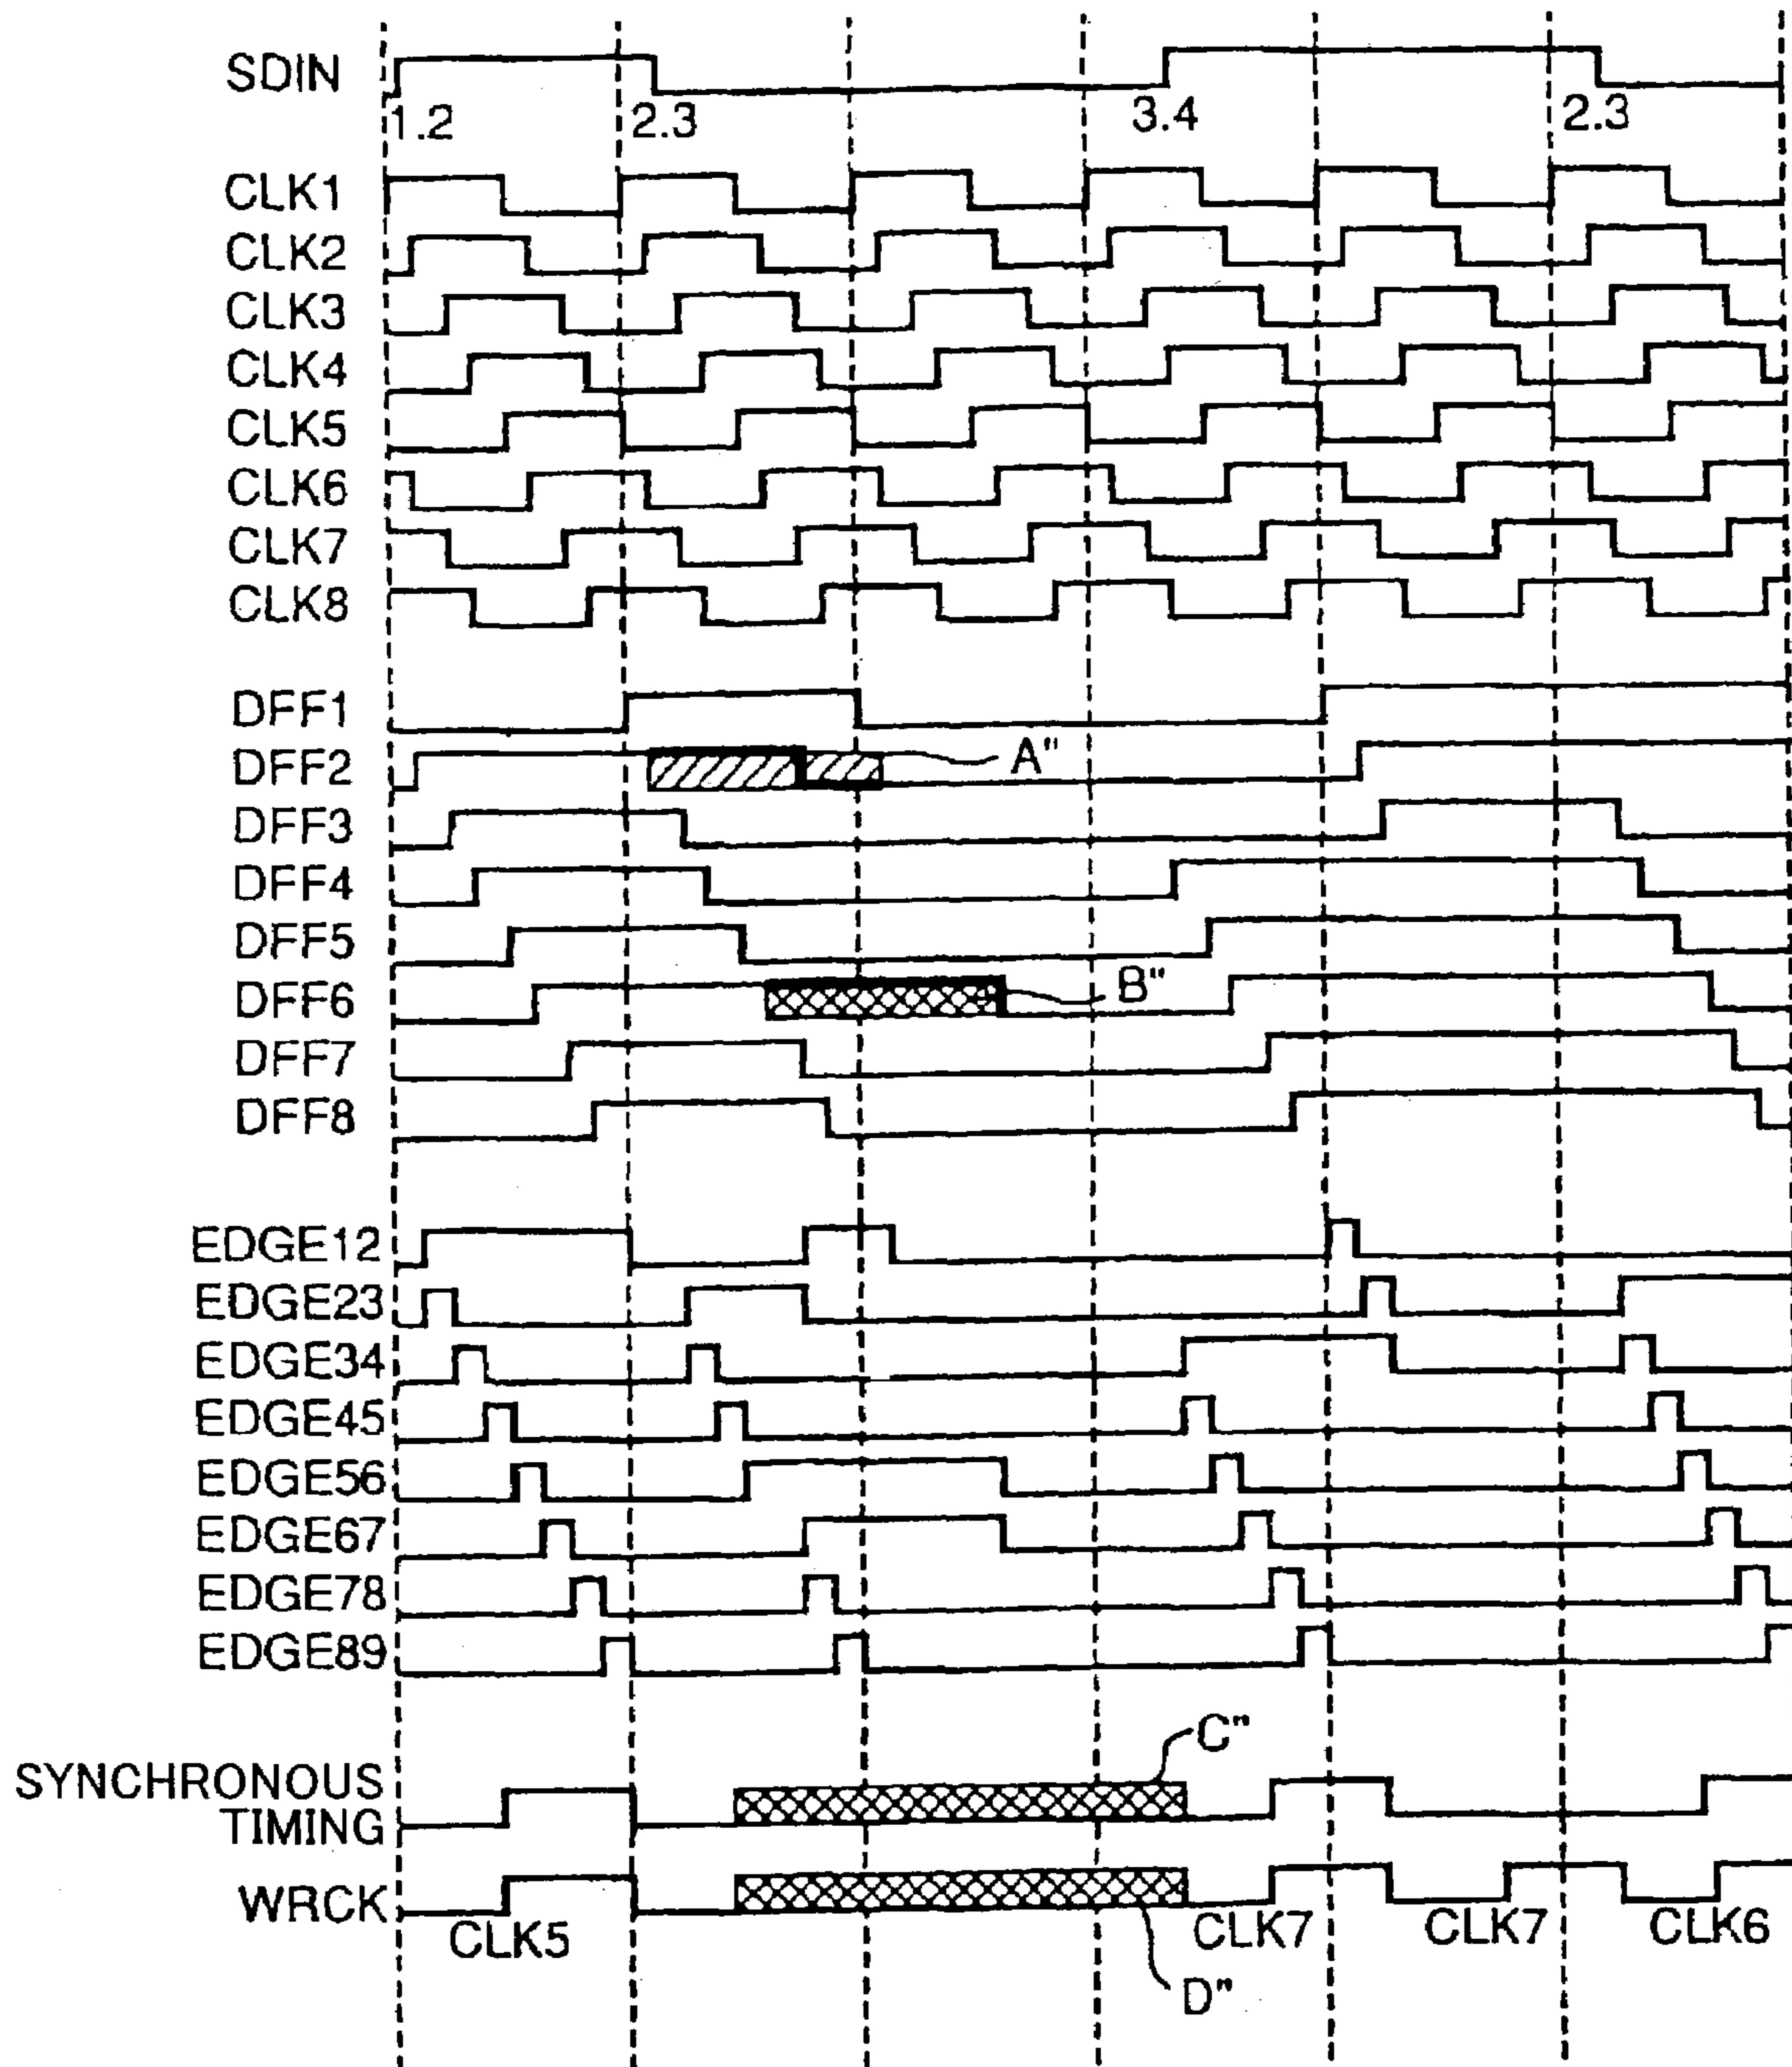 SDIN
1.2 2.3 3.4 2.3
CLK1
CLK2
CLK3
CLK4
CLK5
CLK6
CLK7
CLK8
DFF1
DFF2 A"
DFF3
DFF4
DFF5
DFF6 B"
DFF7
DFF8
EDGE12
EDGE23
EDGE34
EDGE45
EDGE56
EDGE67
EDGE78
EDGE89
C"
SYNCHRONOUS
TIMING
WRCK
CLK5 CLK7 CLK7 CLK6
D"